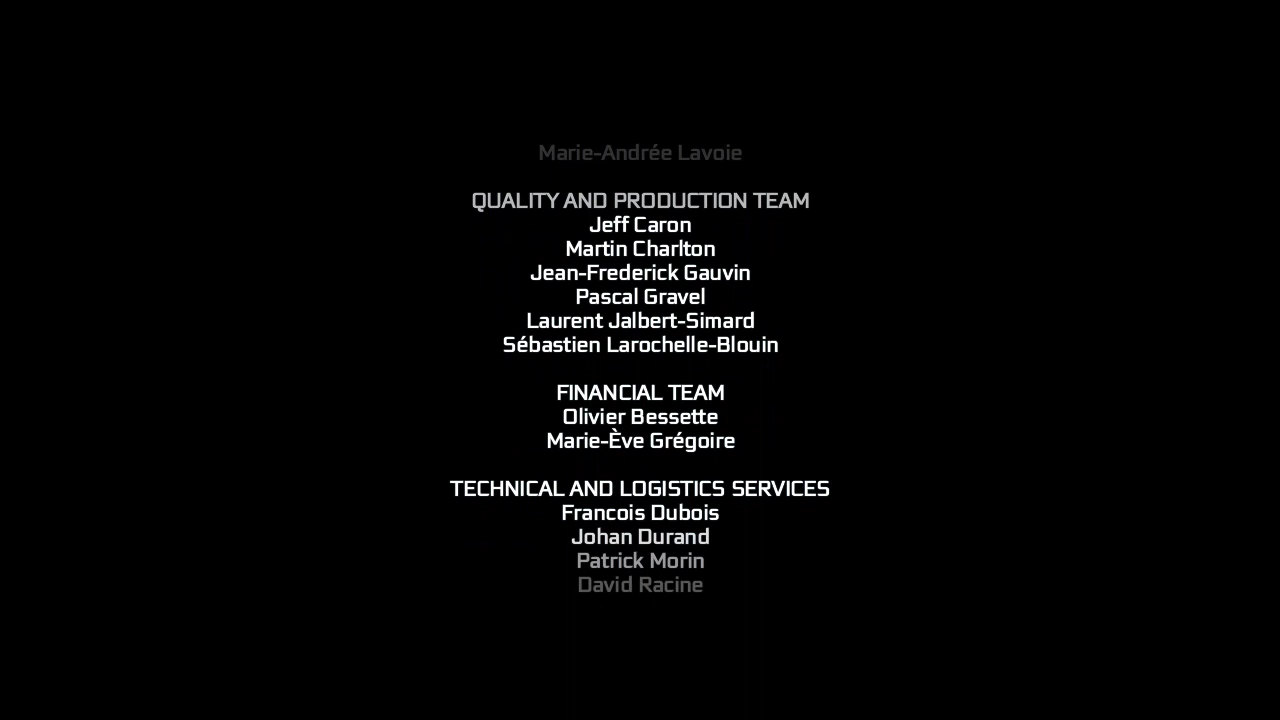 Marie-Andrée Lavoie
QUALITY AND PRODUCTION TEAM
Jeff Caron
Martin Charlton
Jean-Frederick Gauvin
Pascal Gravel
Laurent Jalbert-Simard
Sébastien Larochelle-Blouin
FINANCIAL TEAM
Olivier Bessette
Marie-Ève Grégoire
TECHNICAL AND LOGISTICS SERVICES
Francois Dubois
Johan Durand
Patrick Morin
David Racine